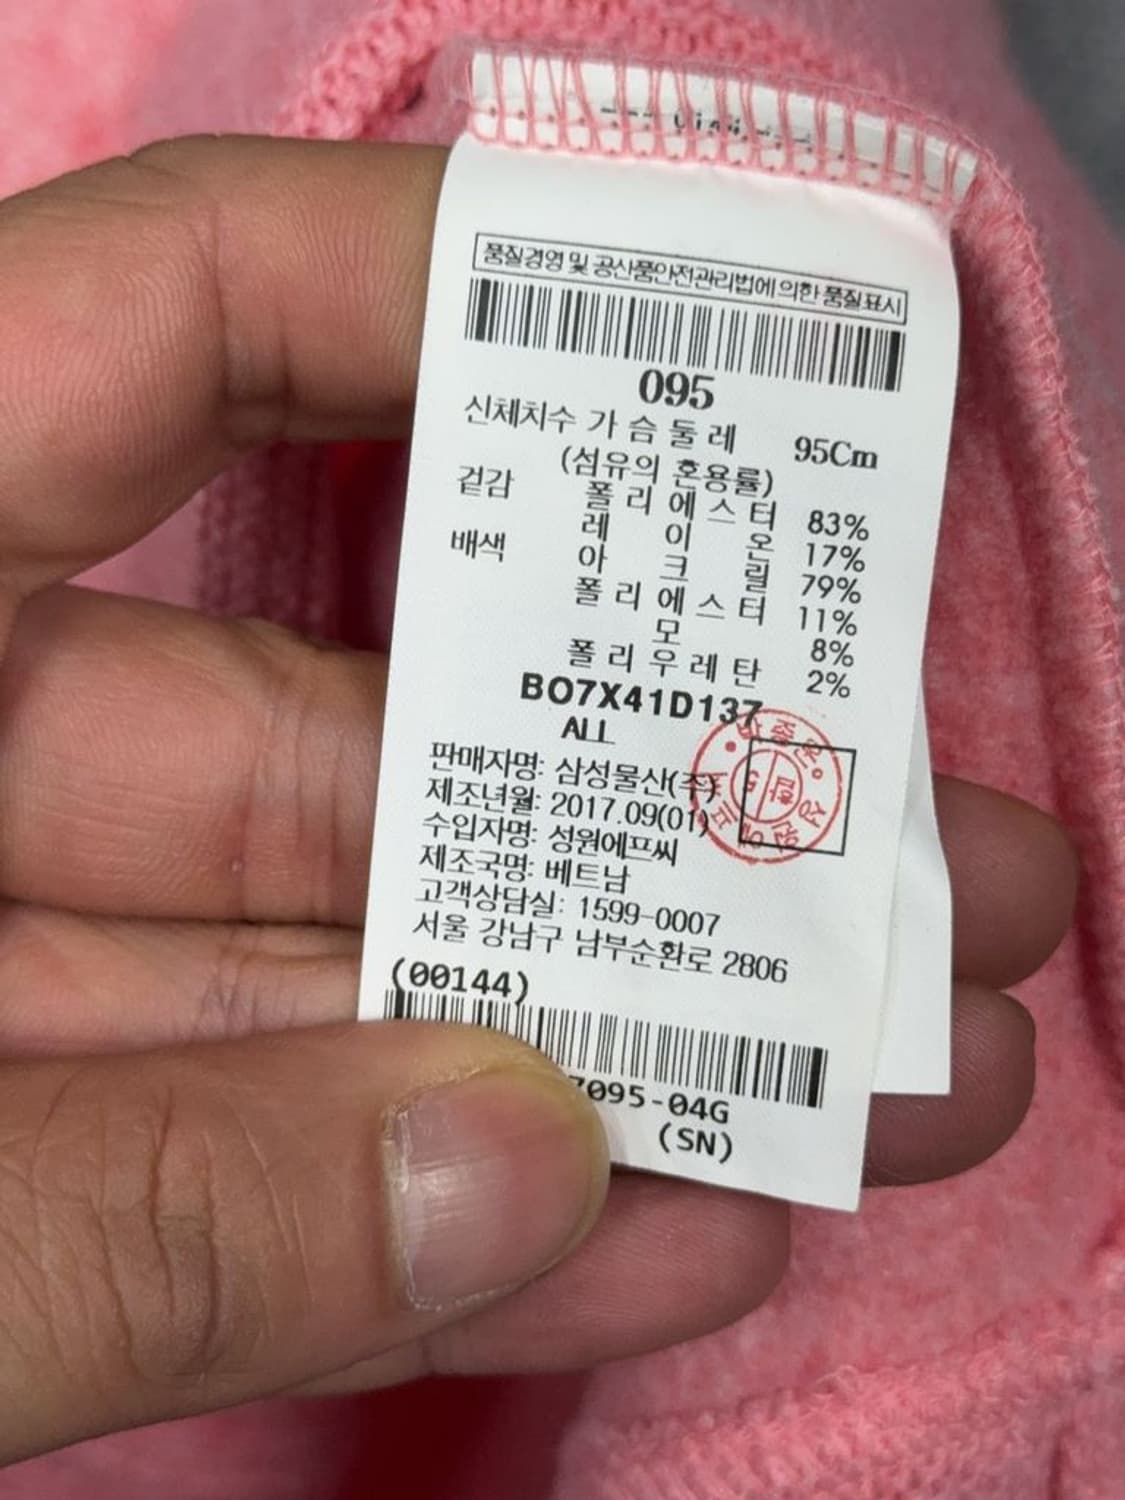 품질경영 및 공산품안전관리법에 의한 품질표시
095
신체치수 가 슴 둘 레 95Cm
(섬유의 혼용률)
겉감 폴 리 에 스 터 83%
레 이 온 17%
배색 아 크 릴 79%
폴 리 에 스 터 11%
모 8%
폴 리 우 레 탄 2%
BO7X41D137
ALL
판매자명: 삼성물산(주)
제조년월: 2017.09(01)
수입자명: 성원에프씨
제조국명: 베트남
고객상담실: 1599-0007
서울 강남구 남부순환로 2806
(00144)
7095-04G
(SN)